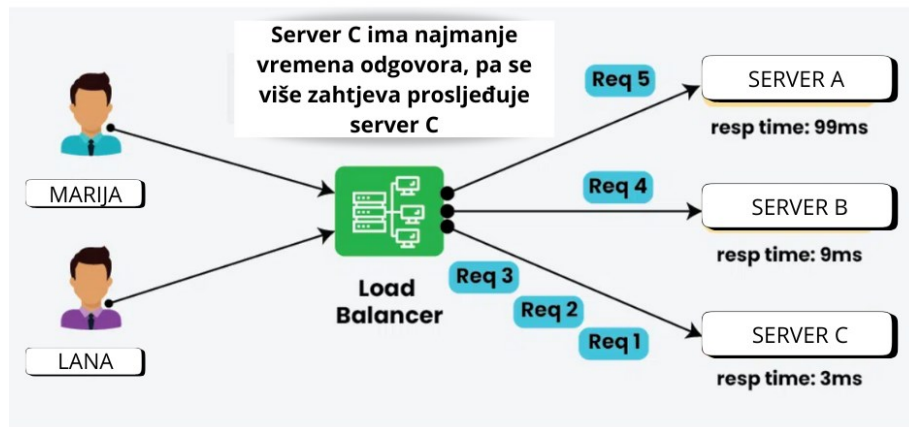 Server C ima najmanje
vremena odgovora, pa se
više zahtjeva prosljeđuje
server C
MARIJA
LANA
Load
Balancer
Req 5
Req 4
Req 3
Req 2
Req 1
SERVER A
resp time: 99ms
SERVER B
resp time: 9ms
SERVER C
resp time: 3ms